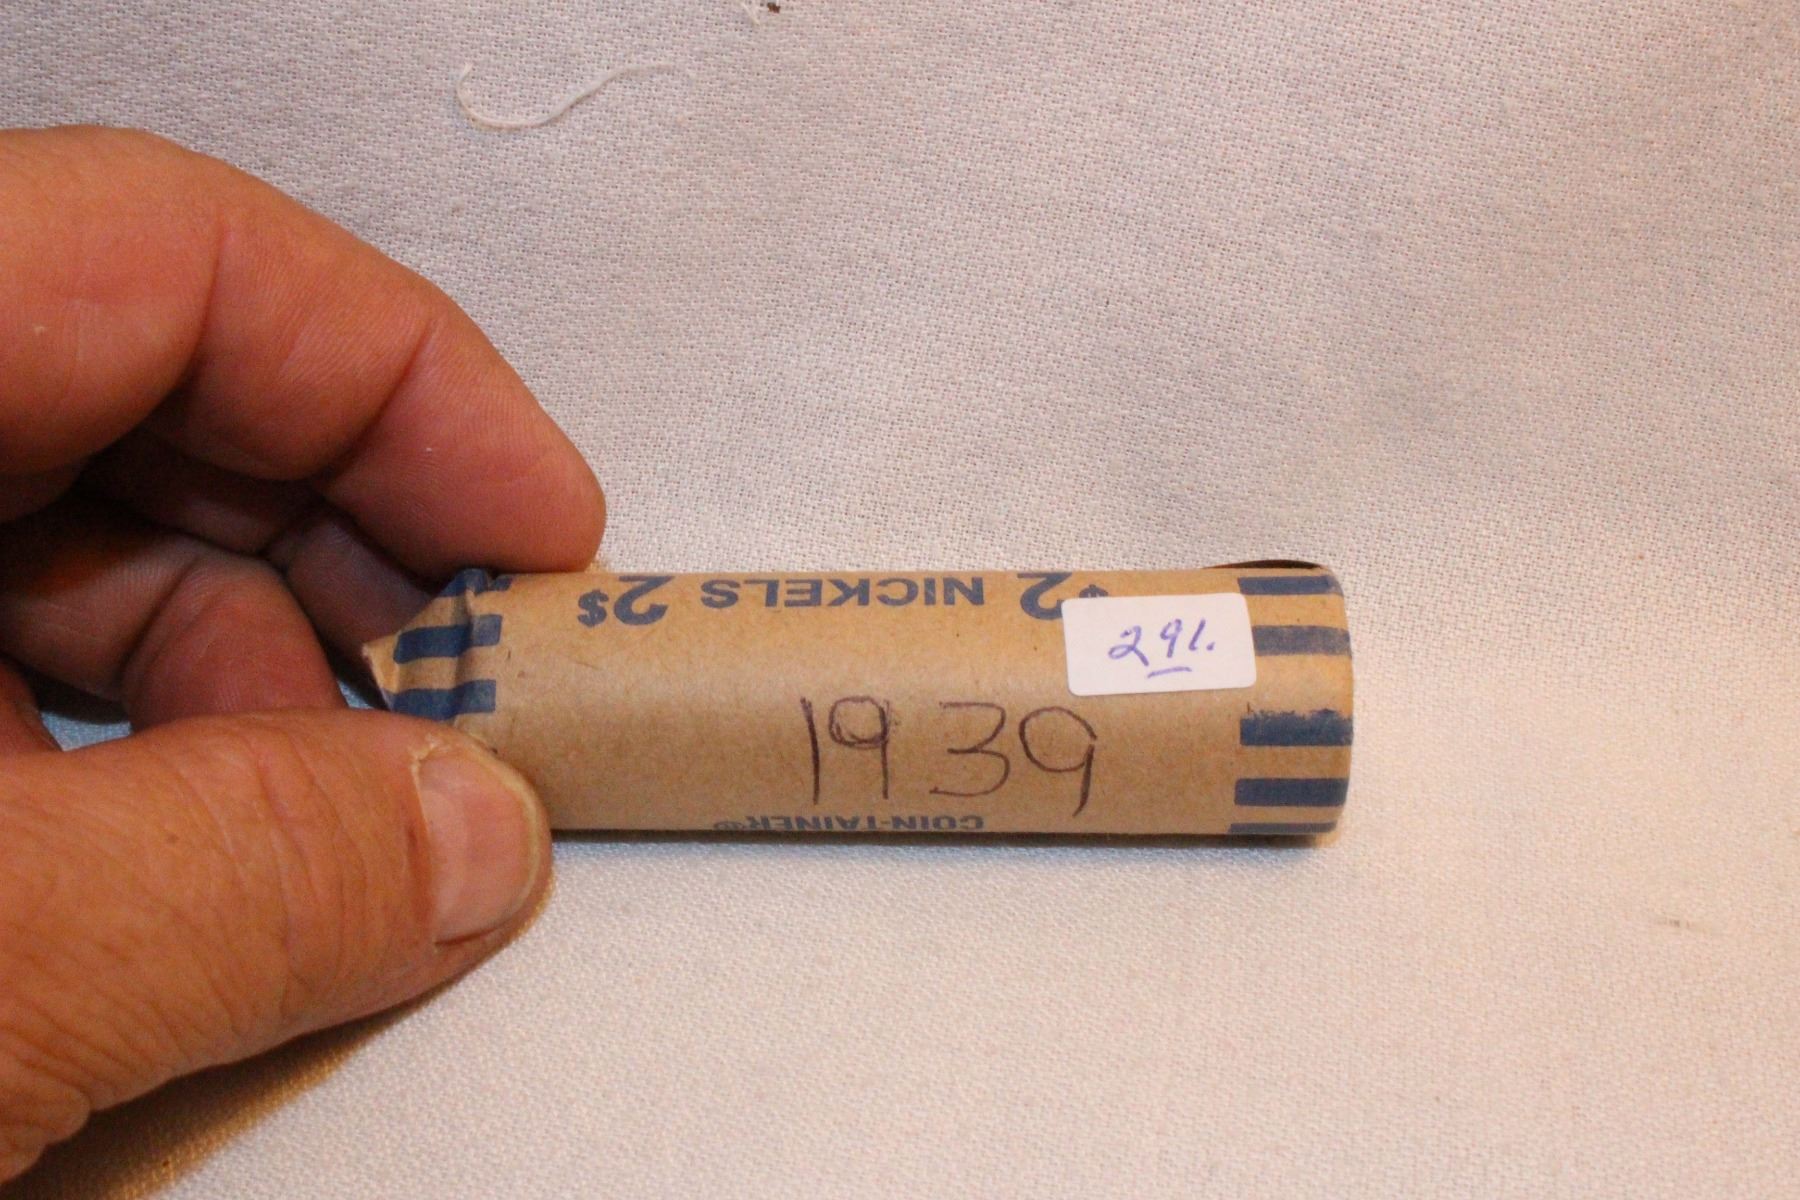 $2 NICKELS $2
291.
1939
COIN-TAINER®